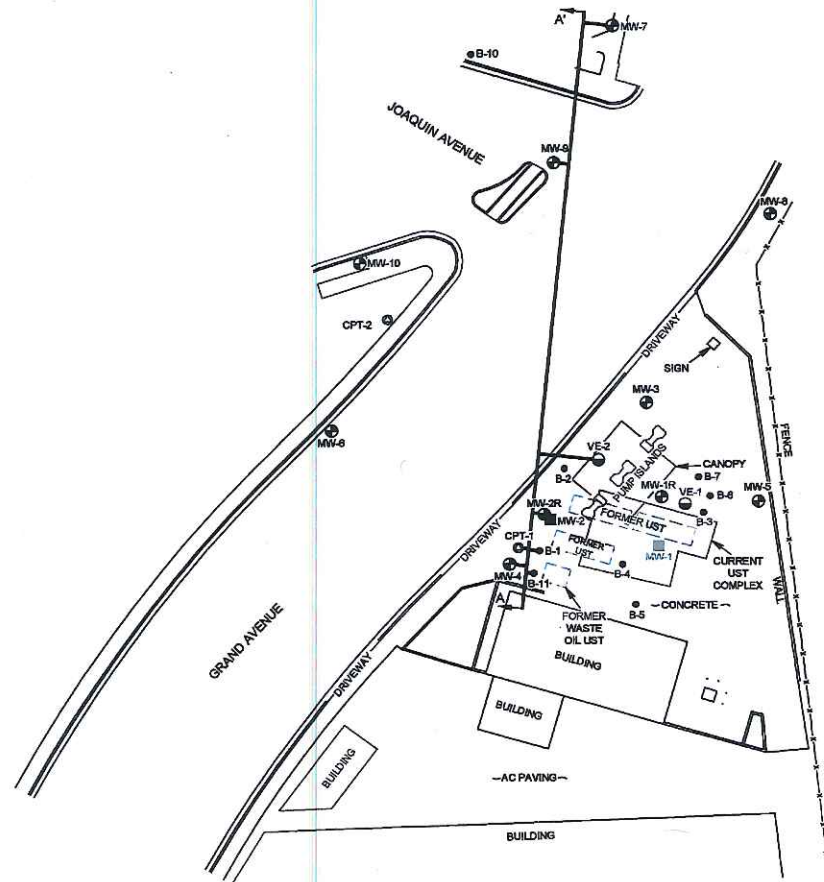 A'
MW-7
B-10
JOAQUIN AVENUE
MW-9
MW-8
MW-10
CPT-2
DRIVEWAY
SIGN
MW-3
MW-6
FENCE
VE-2
CANOPY
B-2
PUMP ISLANDS
B-7
MW-1R
VE-1
B-6
MW-5
MW-2R
MW-2
FORMER UST
B-3
DRIVEWAY
CPT-1
B-1
FORMER
UST
MW-1
MW-4
B-11
B-4
CURRENT
UST
COMPLEX
A
B-5
CONCRETE
WALL
FORMER
WASTE
OIL UST
GRAND AVENUE
BUILDING
DRIVEWAY
BUILDING
BUILDING
AC PAVING
BUILDING